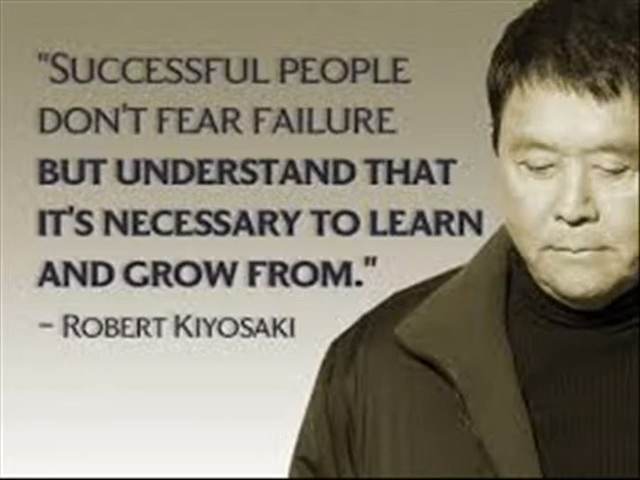 "SUCCESSFUL PEOPLE
DON'T FEAR FAILURE
BUT UNDERSTAND THAT
IT'S NECESSARY TO LEARN
AND GROW FROM."
– ROBERT KIYOSAKI